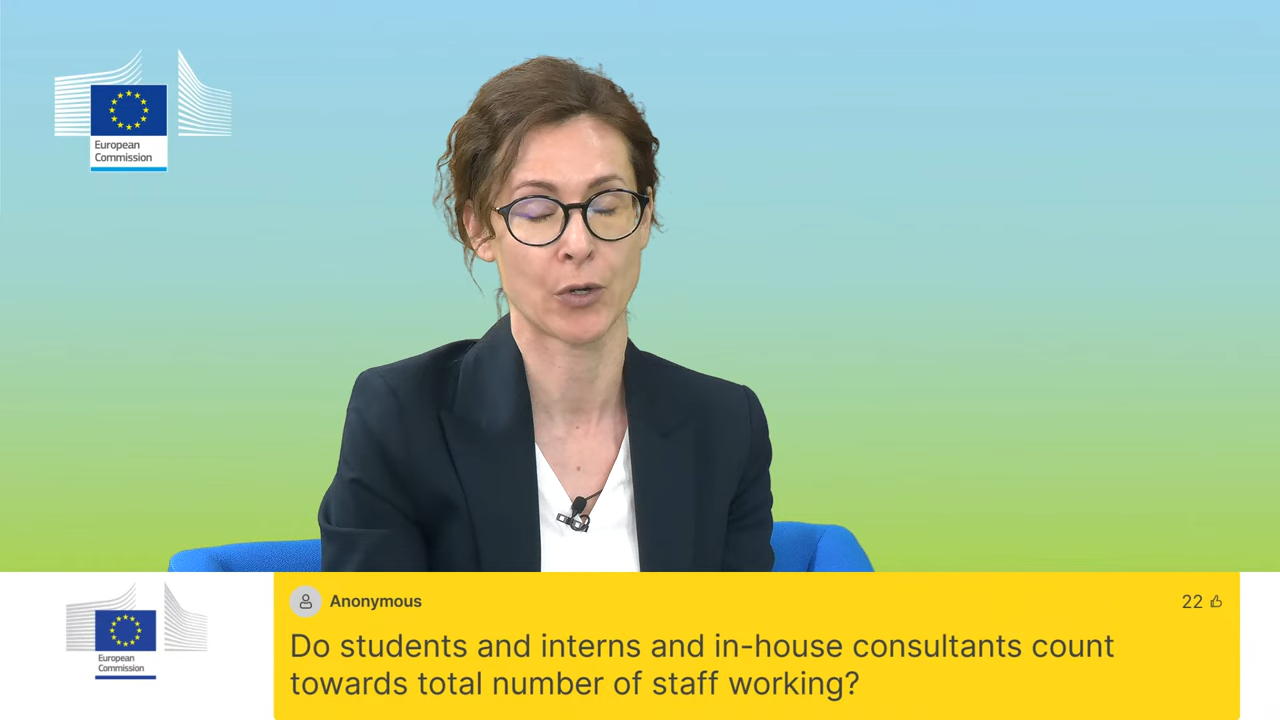 European
Commission
European
Commission
Anonymous
22
Do students and interns and in-house consultants count
towards total number of staff working?